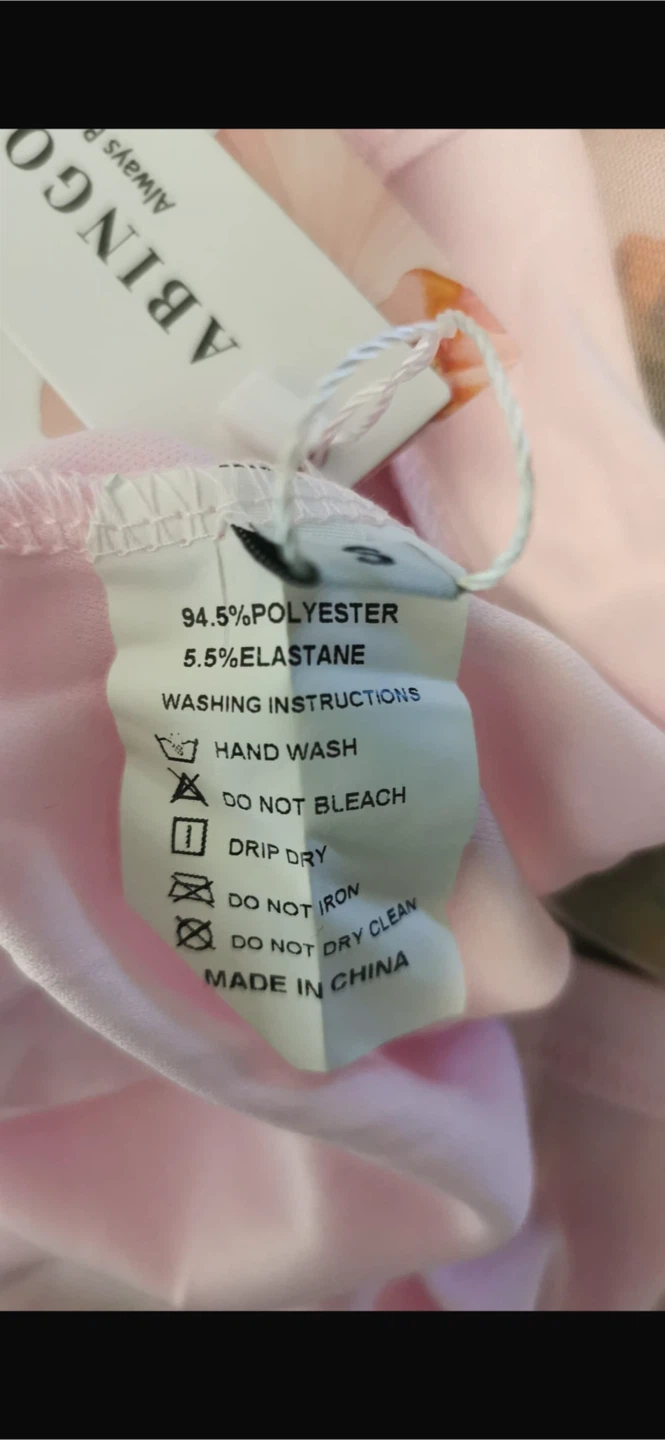 ABINGO
Always
94.5%POLYESTER
5.5%ELASTANE
WASHING INSTRUCTIONS
HAND WASH
DO NOT BLEACH
DRIP DRY
DO NOT IRON
DO NOT DRY CLEAN
MADE IN CHINA